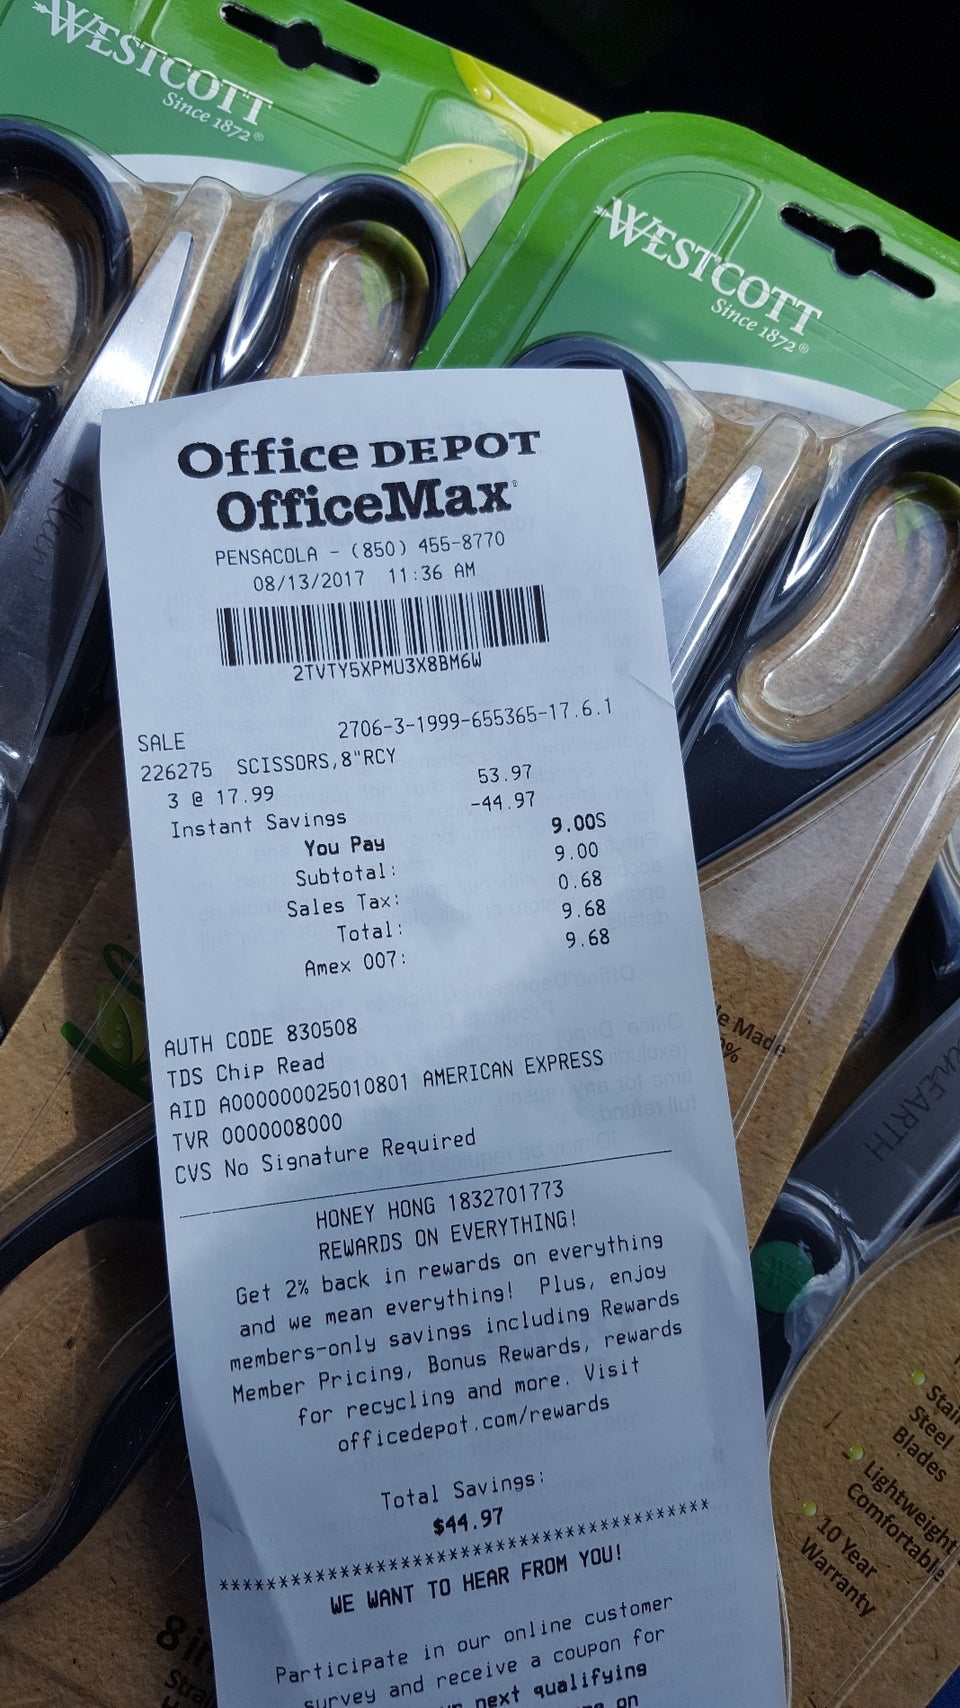 WESTCOTT
Since 1872®
WESTCOTT
Since 1872®
Office DEPOT
OfficeMax®
PENSACOLA - (850) 455-8770
08/13/2017 11:36 AM
2TVTY5XPMU3X8BM6W
SALE 2706-3-1999-655365-17.6.1
226275 SCISSORS,8"RCY
3 @ 17.99 53.97
Instant Savings -44.97
You Pay 9.00S
Subtotal: 9.00
Sales Tax: 0.68
Total: 9.68
Amex 007: 9.68
AUTH CODE 830508
TDS Chip Read
AID A000000025010801 AMERICAN EXPRESS
TVR 0000008000
CVS No Signature Required
HONEY HONG 1832701773
REWARDS ON EVERYTHING!
Get 2% back in rewards on everything
and we mean everything! Plus, enjoy
members-only savings including Rewards
Member Pricing, Bonus Rewards, rewards
for recycling and more. Visit
officedepot.com/rewards
Total Savings:
$44.97
****************************************
WE WANT TO HEAR FROM YOU!
Participate in our online customer
survey and receive a coupon for
next qualifying
on
Made
%
EARTH
Steel
Blades
Lightweight
Comfortable
10 Year
Warranty
8 in